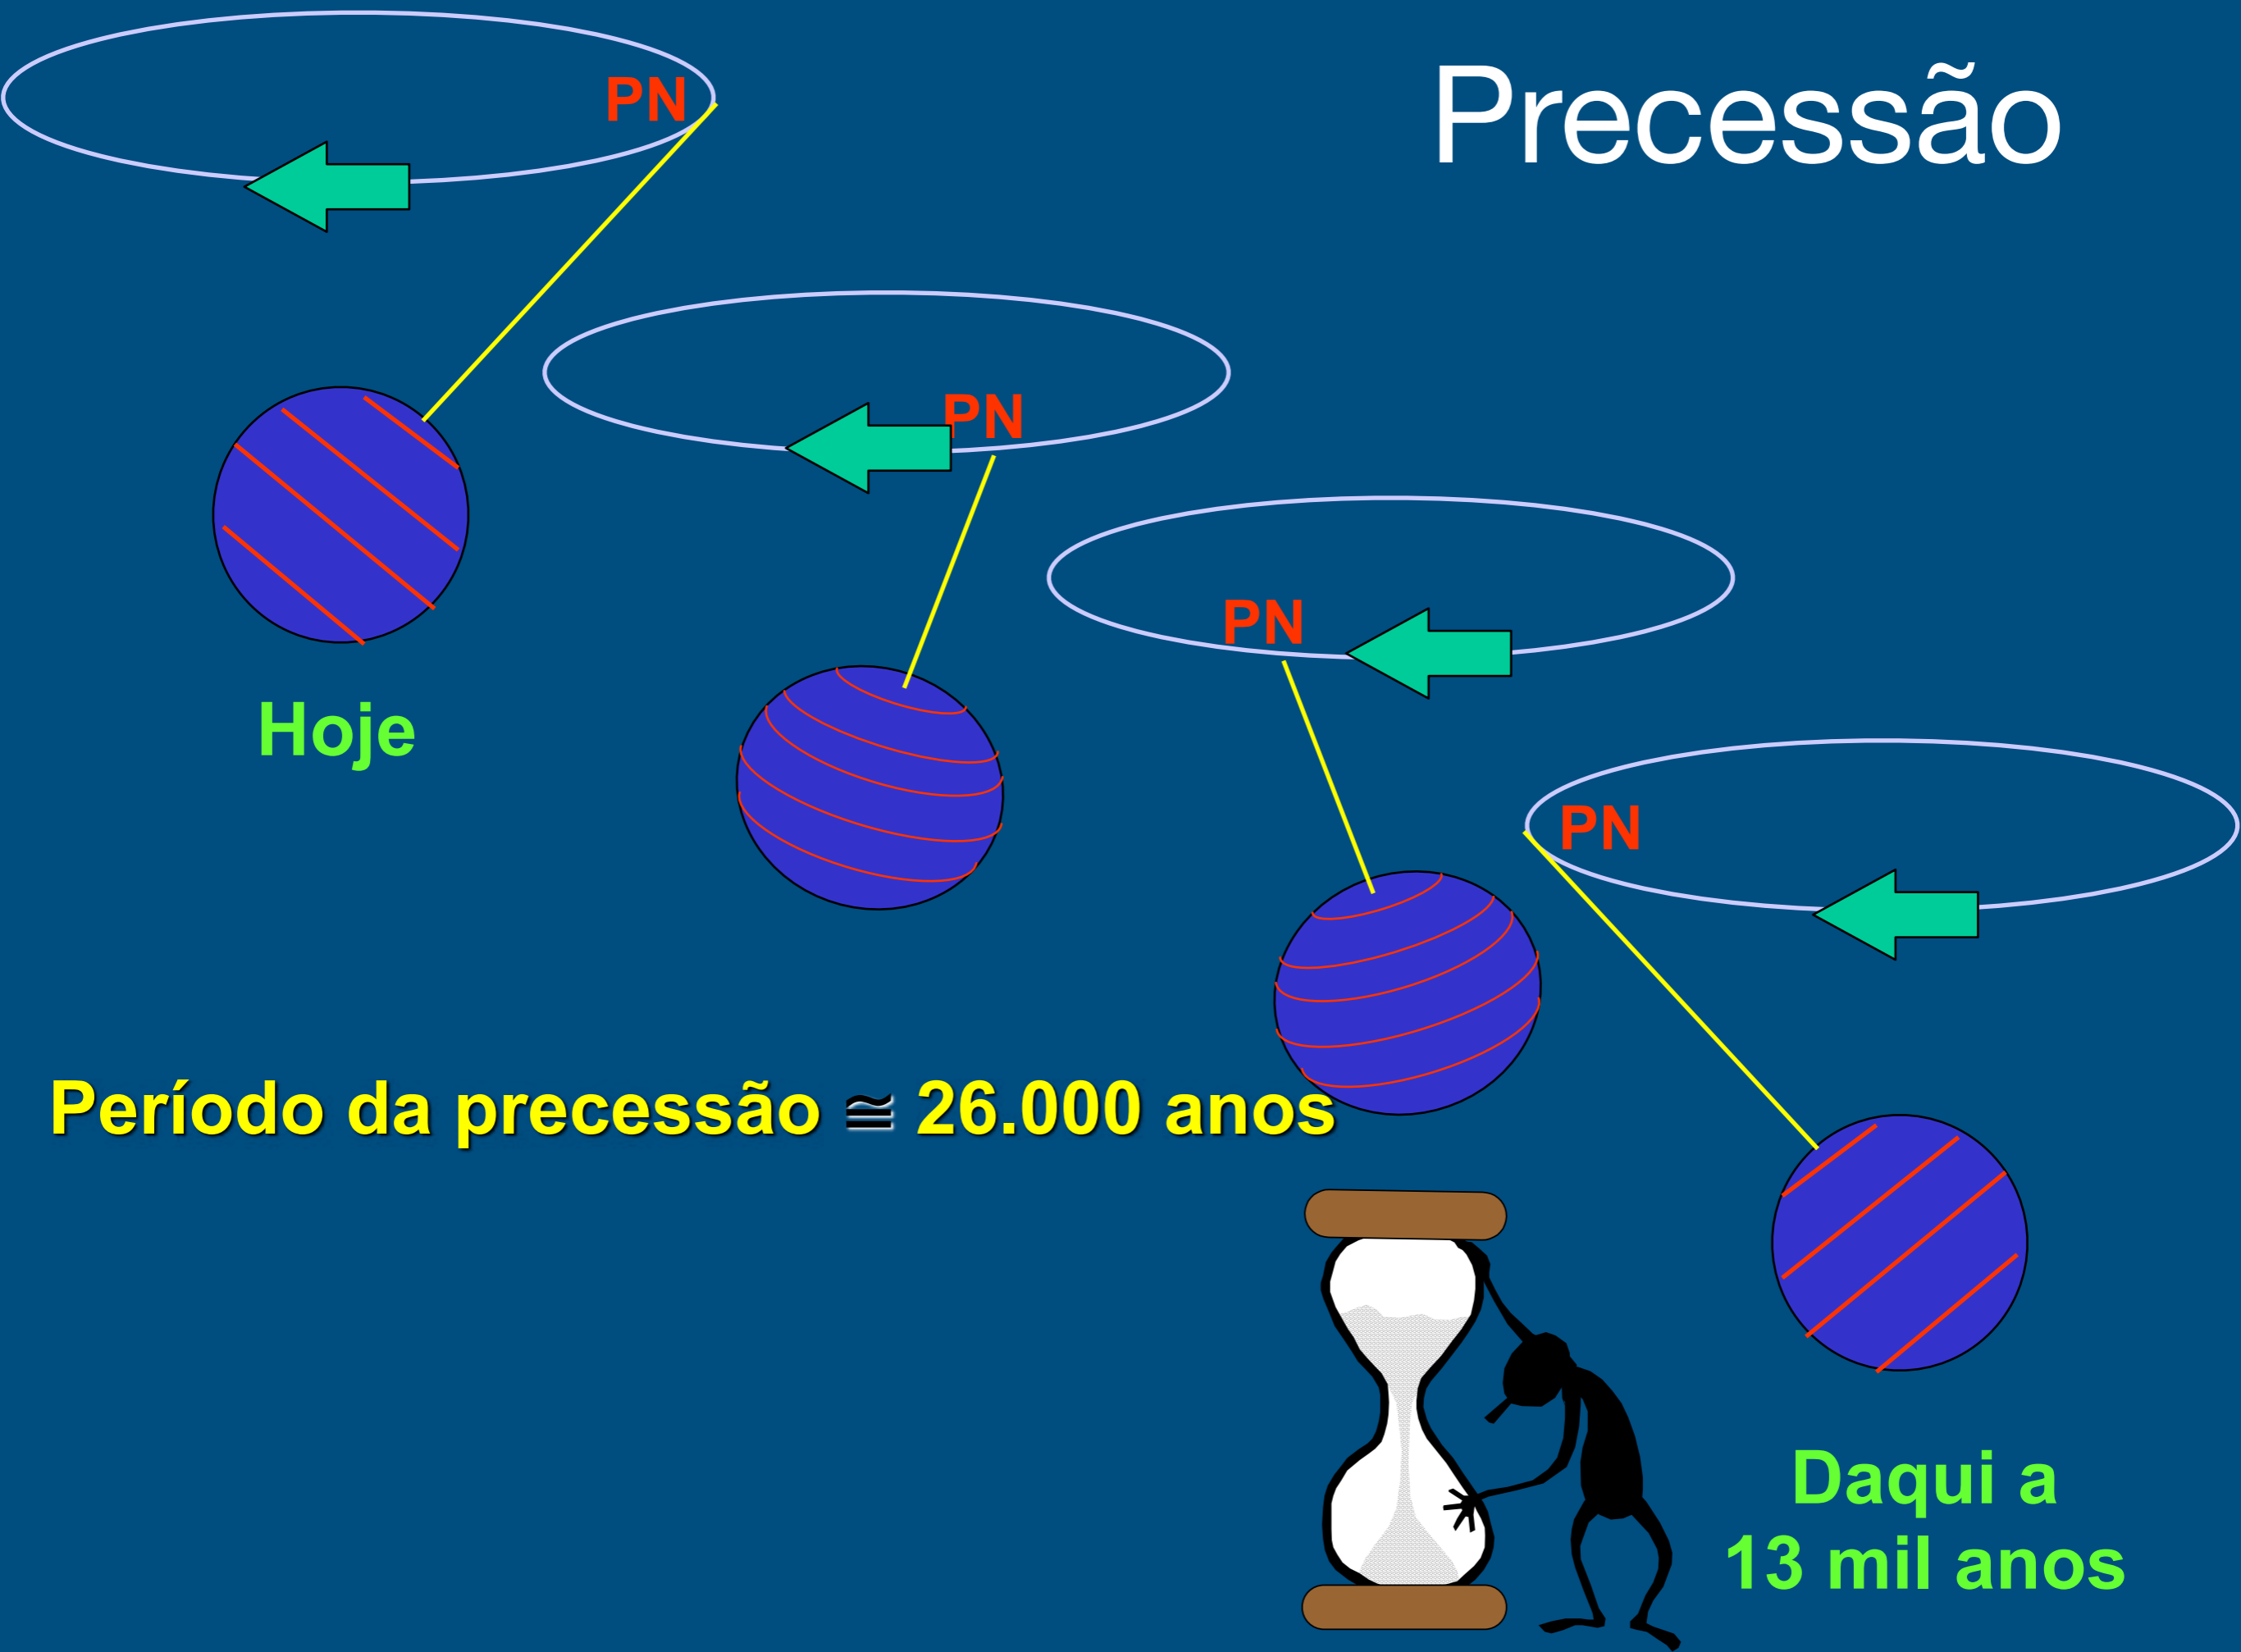 Precessão
PN
PN
PN
PN
Hoje
Período da precessão ≅ 26.000 anos
Daqui a
13 mil anos